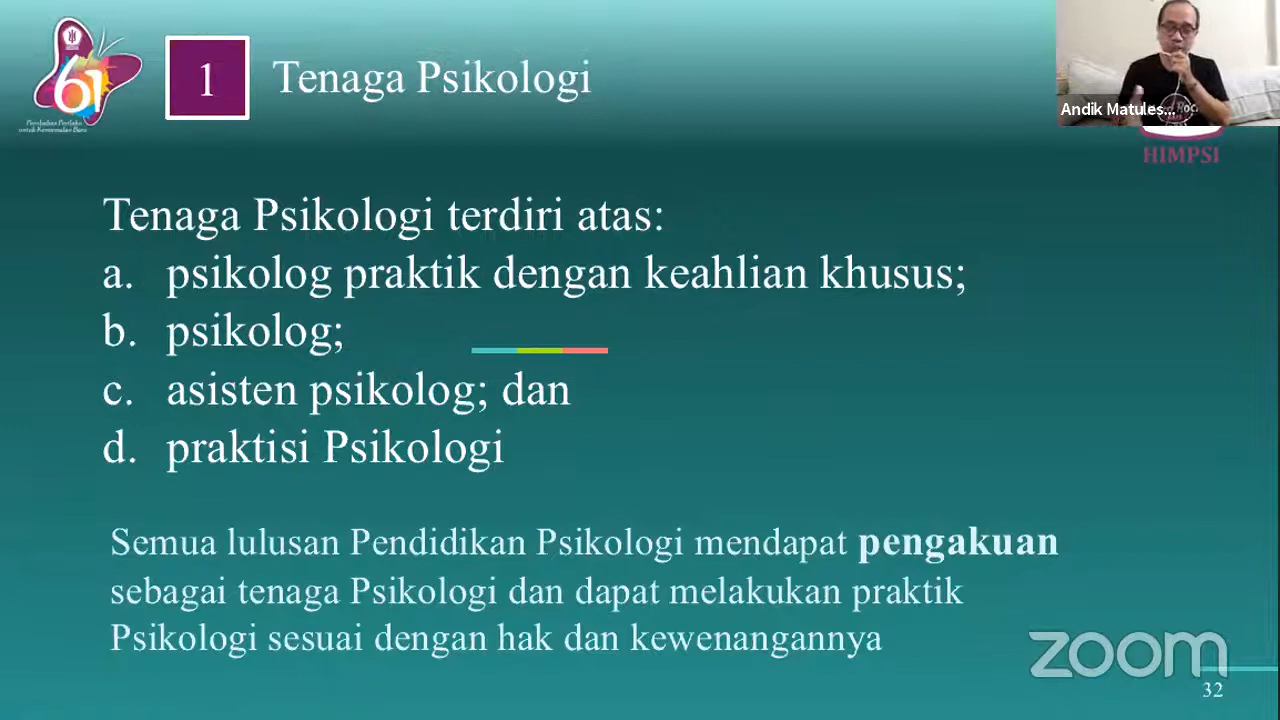 61
1
Tenaga Psikologi
Andik Matules...
HIMPSI
Tenaga Psikologi terdiri atas:
a. psikolog praktik dengan keahlian khusus;
b. psikolog;
c. asisten psikolog; dan
d. praktisi Psikologi
Semua lulusan Pendidikan Psikologi mendapat pengakuan
sebagai tenaga Psikologi dan dapat melakukan praktik
Psikologi sesuai dengan hak dan kewenangannya
zoom
32